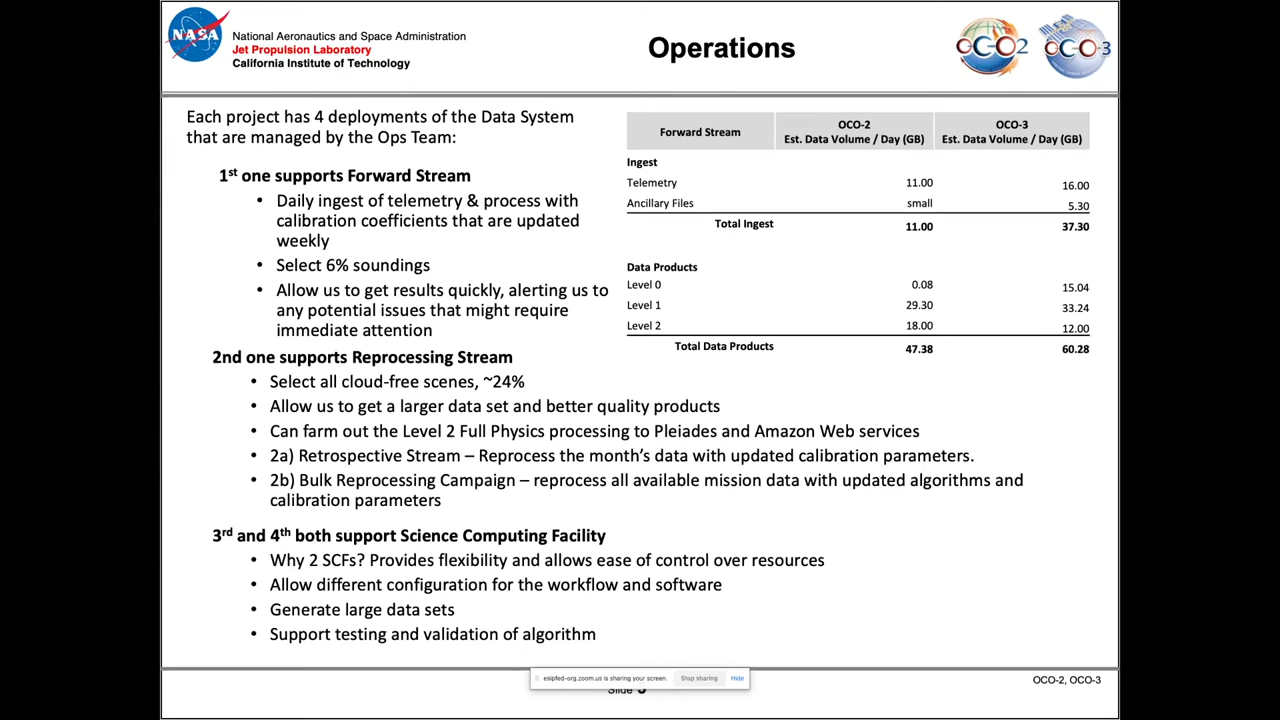 NASA
National Aeronautics and Space Administration
Jet Propulsion Laboratory
California Institute of Technology
Operations
OCO2
OCO-3
Each project has 4 deployments of the Data System
that are managed by the Ops Team:
1st one supports Forward Stream
• Daily ingest of telemetry & process with
calibration coefficients that are updated
weekly
• Select 6% soundings
• Allow us to get results quickly, alerting us to
any potential issues that might require
immediate attention
2nd one supports Reprocessing Stream
• Select all cloud-free scenes, ~24%
• Allow us to get a larger data set and better quality products
• Can farm out the Level 2 Full Physics processing to Pleiades and Amazon Web services
• 2a) Retrospective Stream – Reprocess the month's data with updated calibration parameters.
• 2b) Bulk Reprocessing Campaign – reprocess all available mission data with updated algorithms and
calibration parameters
3rd and 4th both support Science Computing Facility
• Why 2 SCFs? Provides flexibility and allows ease of control over resources
• Allow different configuration for the workflow and software
• Generate large data sets
• Support testing and validation of algorithm
Forward Stream
OCO-2
Est. Data Volume / Day (GB)
OCO-3
Est. Data Volume / Day (GB)
Ingest
Telemetry 11.00 16.00
Ancillary Files small 5.30
Total Ingest 11.00 37.30
Data Products
Level 0 0.08 15.04
Level 1 29.30 33.24
Level 2 18.00 12.00
Total Data Products 47.38 60.28
esipfed-org.zoom.us is sharing your screen. Stop sharing Hide
Slide
OCO-2, OCO-3